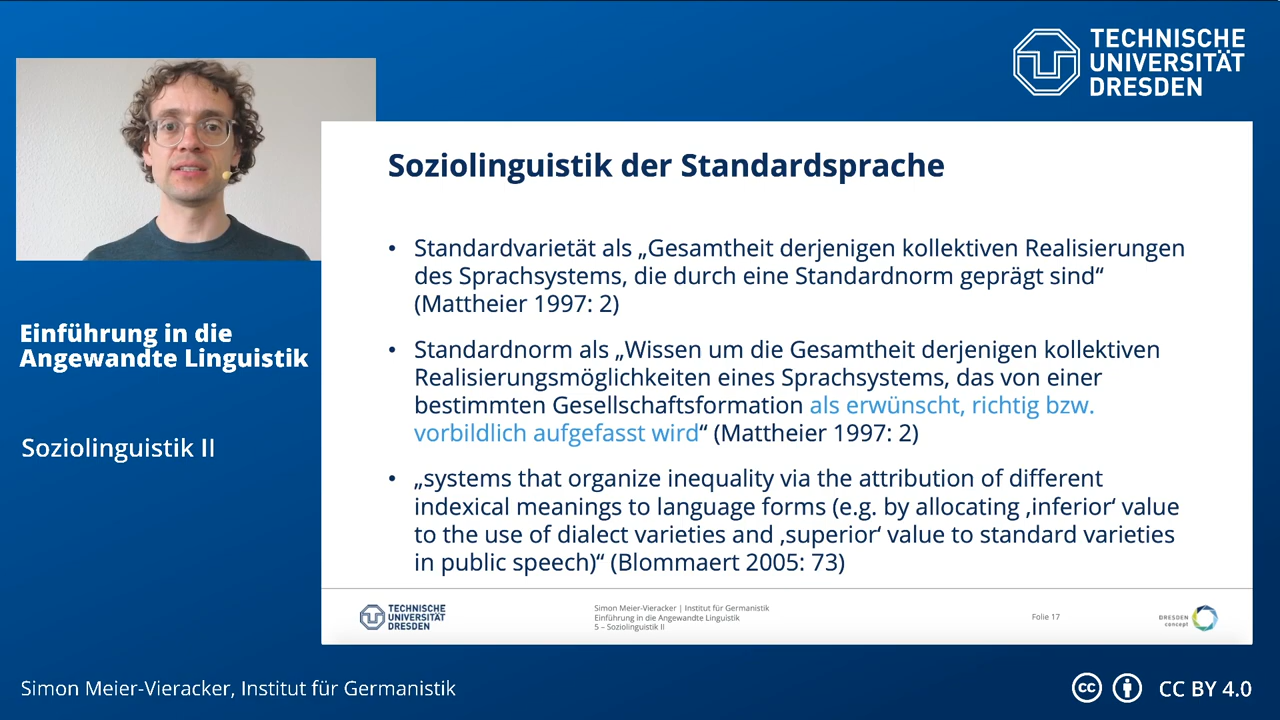 TECHNISCHE
UNIVERSITÄT
DRESDEN
Soziolinguistik der Standardsprache
• Standardvarietät als „Gesamtheit derjenigen kollektiven Realisierungen
des Sprachsystems, die durch eine Standardnorm geprägt sind“
(Mattheier 1997: 2)
• Standardnorm als „Wissen um die Gesamtheit derjenigen kollektiven
Realisierungsmöglichkeiten eines Sprachsystems, das von einer
bestimmten Gesellschaftsformation als erwünscht, richtig bzw.
vorbildlich aufgefasst wird“ (Mattheier 1997: 2)
• „systems that organize inequality via the attribution of different
indexical meanings to language forms (e.g. by allocating ‚inferior‘ value
to the use of dialect varieties and ‚superior‘ value to standard varieties
in public speech)“ (Blommaert 2005: 73)
TECHNISCHE
UNIVERSITÄT
DRESDEN
Simon Meier-Vieracker | Institut für Germanistik
Einführung in die Angewandte Linguistik
5 – Soziolinguistik II
Folie 17
DRESDEN
concept
Einführung in die
Angewandte Linguistik
Soziolinguistik II
Simon Meier-Vieracker, Institut für Germanistik
cc
CC BY 4.0